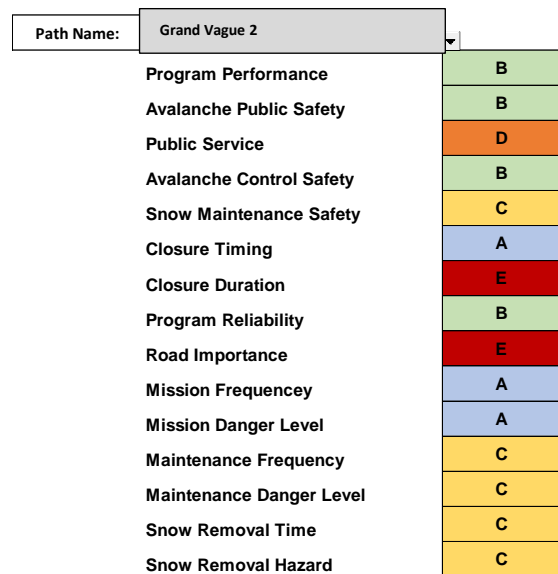 Path Name: Grand Vague 2
Program Performance B
Avalanche Public Safety B
Public Service D
Avalanche Control Safety B
Snow Maintenance Safety C
Closure Timing A
Closure Duration E
Program Reliability B
Road Importance E
Mission Frequencey A
Mission Danger Level A
Maintenance Frequency C
Maintenance Danger Level C
Snow Removal Time C
Snow Removal Hazard C